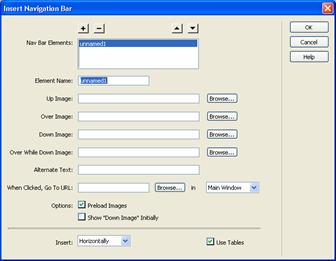 Insert Navigation Bar
OK
Nav Bar Elements: unnamed1
Cancel
Help
Element Name: unnamed1
Up Image: Browse...
Over Image: Browse...
Down Image: Browse...
Over While Down Image: Browse...
Alternate Text:
When Clicked, Go To URL: Browse... in Main Window
Options: Preload Images
Show "Down Image" Initially
Insert: Horizontally Use Tables